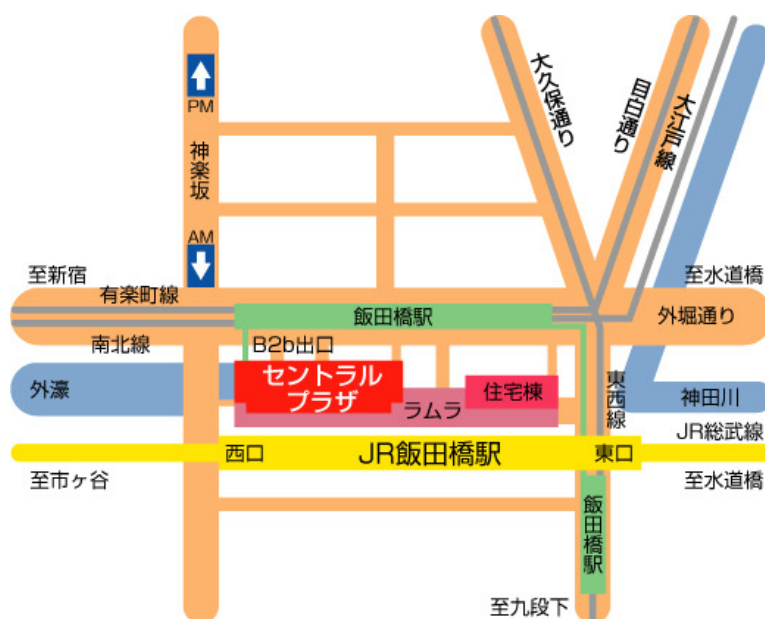 PM
神楽坂
AM
大久保通り
目白通り
大江戸線
至新宿
至水道橋
有楽町線
飯田橋駅
外堀通り
南北線
B2b出口
セントラル
プラザ
東西線
外濠
住宅棟
ラムラ
神田川
JR総武線
西口
JR飯田橋駅
東口
至市ヶ谷
至水道橋
飯田橋駅
至九段下